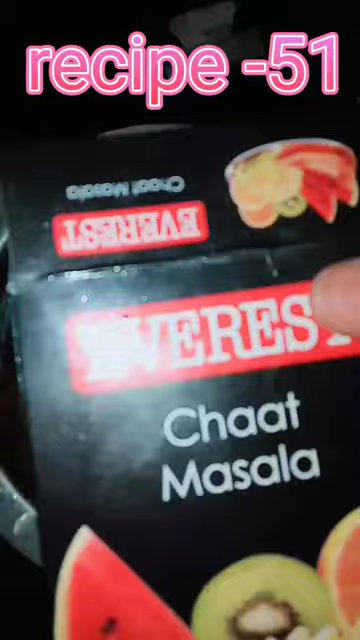 recipe -51
Chaat Masala
EVEREST
EVEREST
Chaat
Masala